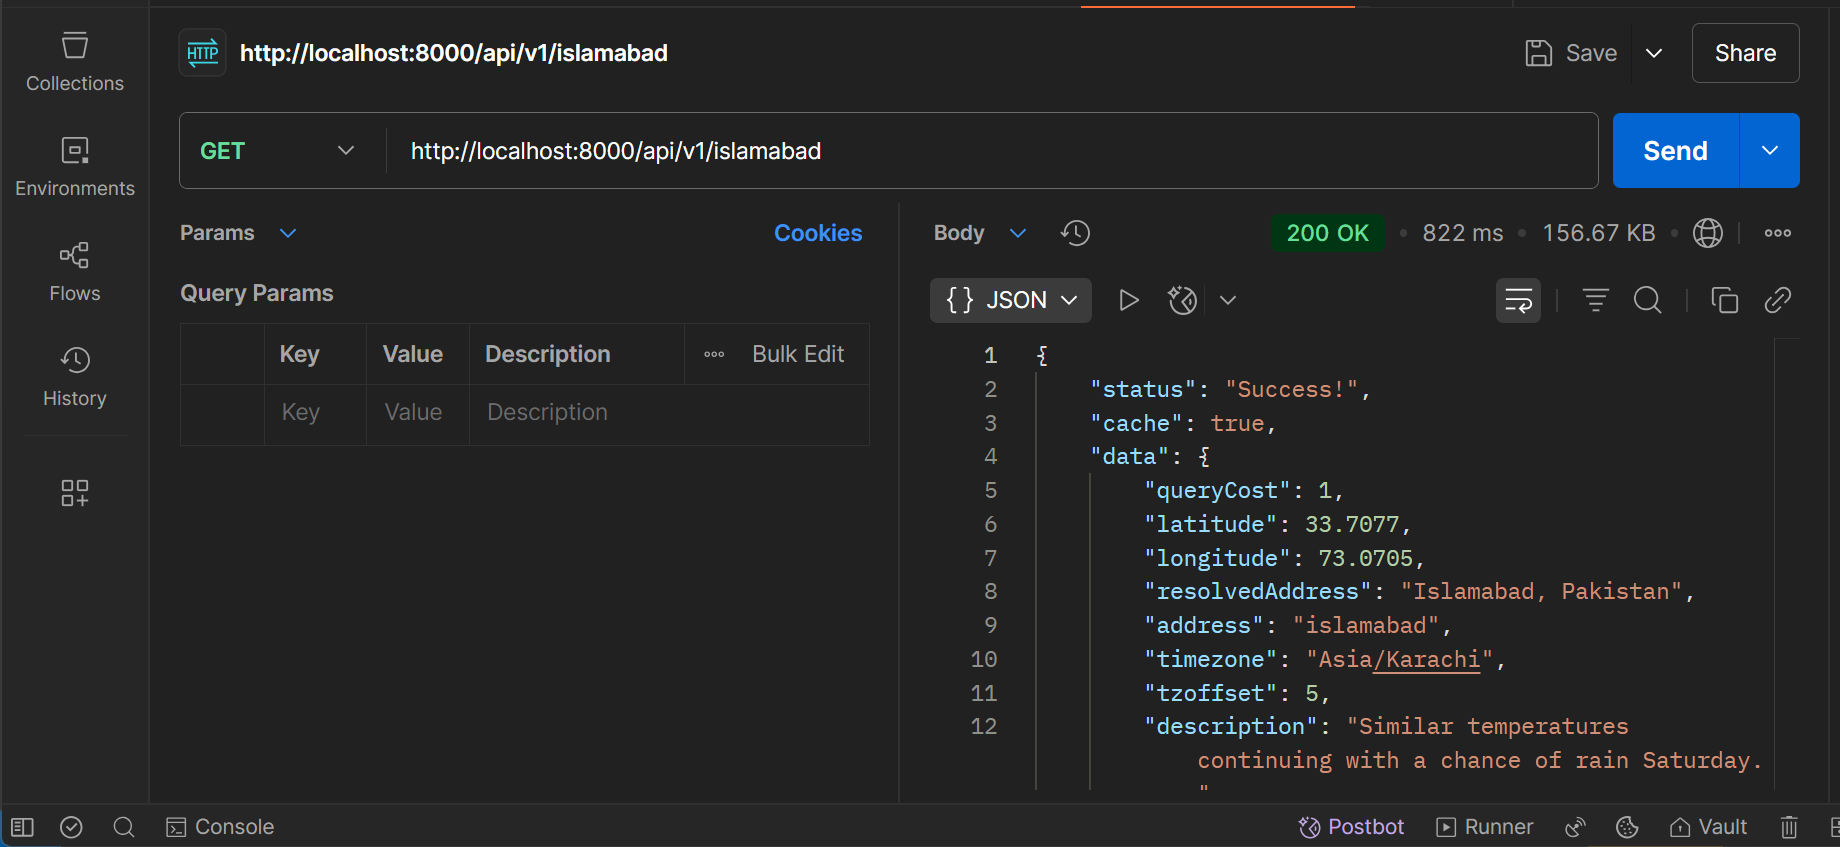 Collections
Environments
Flows
History
HTTP http://localhost:8000/api/v1/islamabad
Save
Share
GET http://localhost:8000/api/v1/islamabad
Send
Params
Cookies
Query Params
Key Value Description Bulk Edit
Key Value Description
Body 200 OK • 822 ms • 156.67 KB
{} JSON
1 {
2 "status": "Success!",
3 "cache": true,
4 "data": {
5 "queryCost": 1,
6 "latitude": 33.7077,
7 "longitude": 73.0705,
8 "resolvedAddress": "Islamabad, Pakistan",
9 "address": "islamabad",
10 "timezone": "Asia/Karachi",
11 "tzoffset": 5,
12 "description": "Similar temperatures
continuing with a chance of rain Saturday.
"
Console
Postbot
Runner
Vault